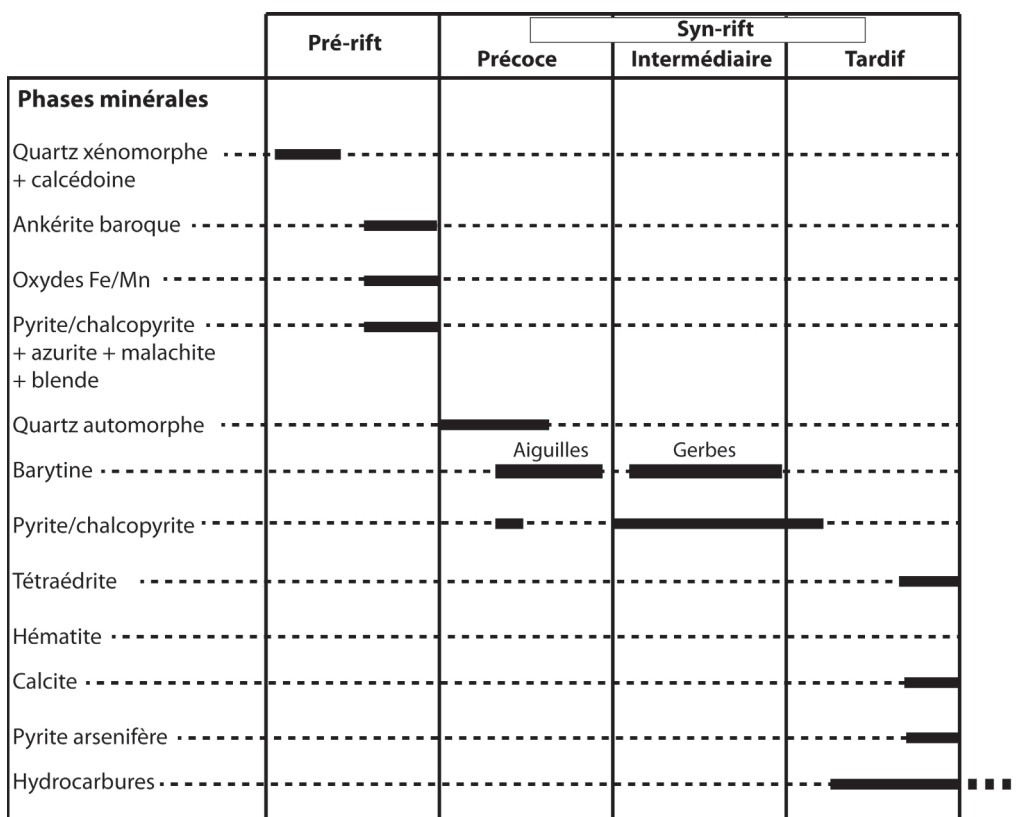 Pré-rift
Syn-rift
Précoce
Intermédiaire
Tardif
Phases minérales
Quartz xénomorphe
+ calcédoine
Ankérite baroque
Oxydes Fe/Mn
Pyrite/chalcopyrite
+ azurite + malachite
+ blende
Quartz automorphe
Aiguilles
Gerbes
Barytine
Pyrite/chalcopyrite
Tétraédrite
Hématite
Calcite
Pyrite arsenifère
Hydrocarbures